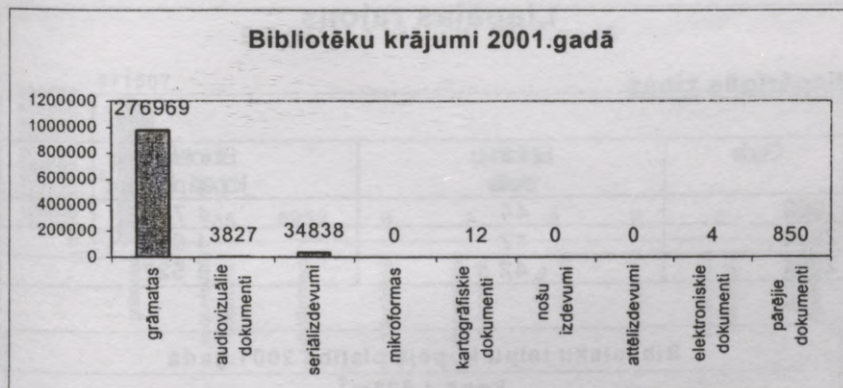 Bibliotēku krājumi 2001.gadā
1200000
1000000
800000
600000
400000
200000
0
276969
3827
34838
0
12
0
0
4
850
grāmatas
audiovizuālie
dokumenti
seriālizdevumi
mikroformas
kartogrāfiskie
dokumenti
nošu
izdevumi
attēlizdevumi
elektroniskie
dokumenti
pārējie
dokumenti